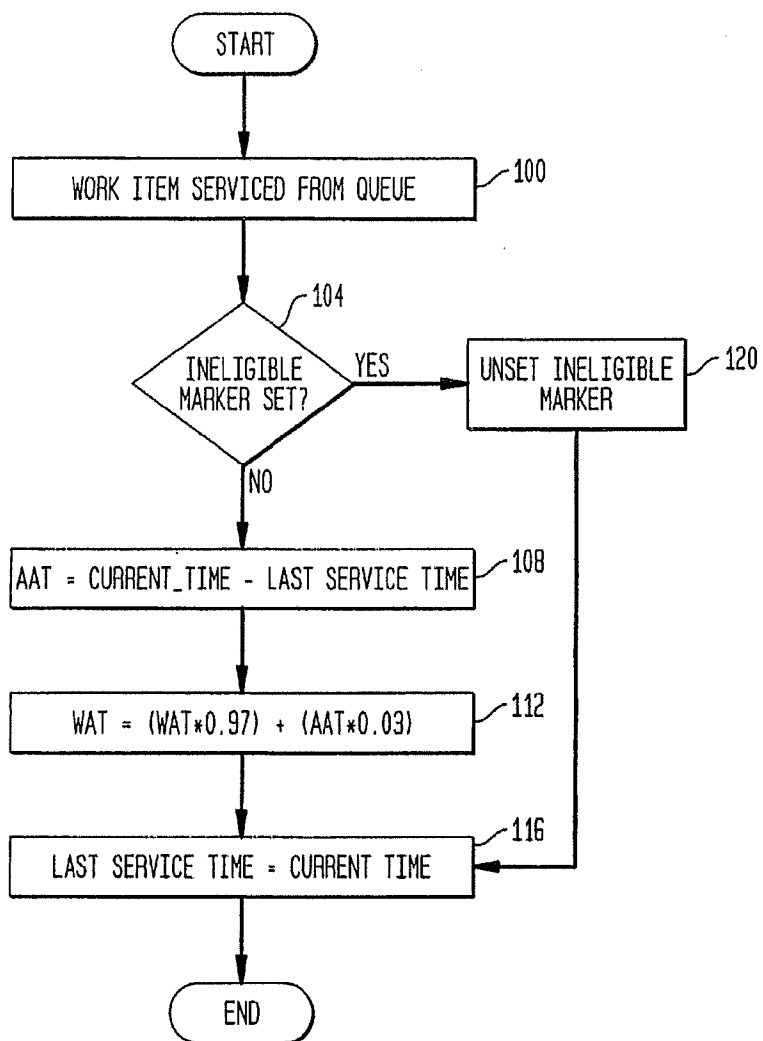 START
WORK ITEM SERVICED FROM QUEUE
100
104
INELIGIBLE
MARKER SET?
YES
UNSET INELIGIBLE
MARKER
120
NO
AAT = CURRENT_TIME - LAST SERVICE TIME
108
WAT = (WAT*0.97) + (AAT*0.03)
112
116
LAST SERVICE TIME = CURRENT TIME
END